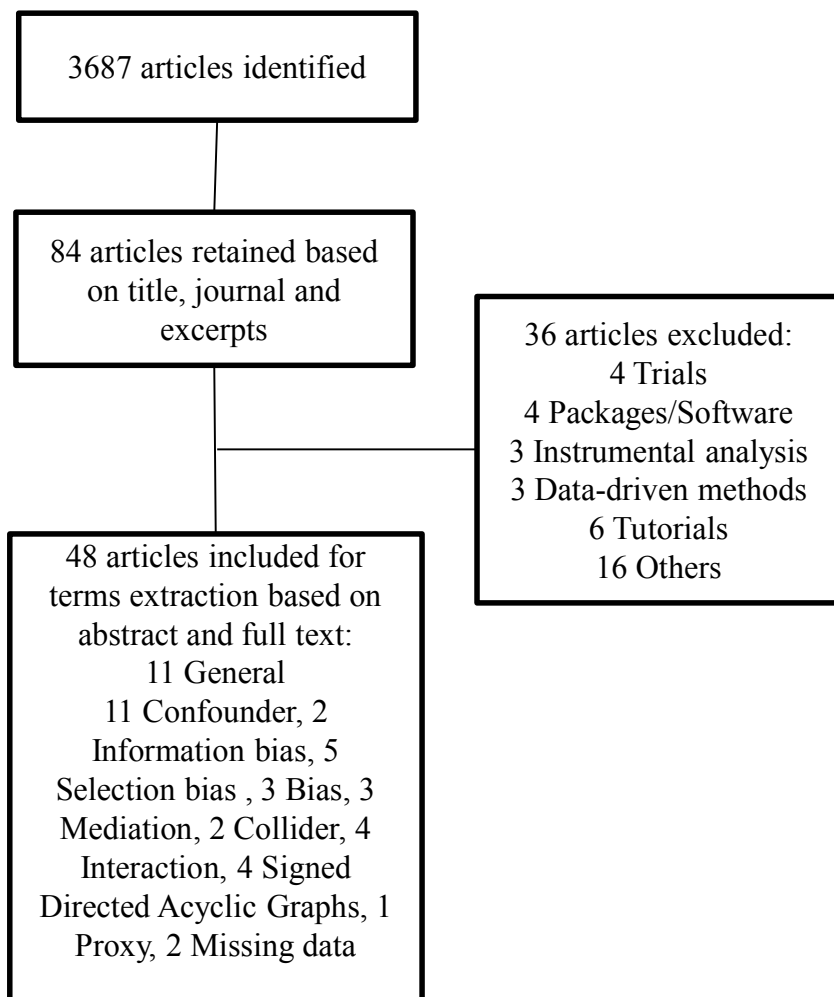 3687 articles identified
84 articles retained based
on title, journal and
excerpts
36 articles excluded:
4 Trials
4 Packages/Software
3 Instrumental analysis
3 Data-driven methods
6 Tutorials
16 Others
48 articles included for
terms extraction based on
abstract and full text:
11 General
11 Confounder, 2
Information bias, 5
Selection bias , 3 Bias, 3
Mediation, 2 Collider, 4
Interaction, 4 Signed
Directed Acyclic Graphs, 1
Proxy, 2 Missing data